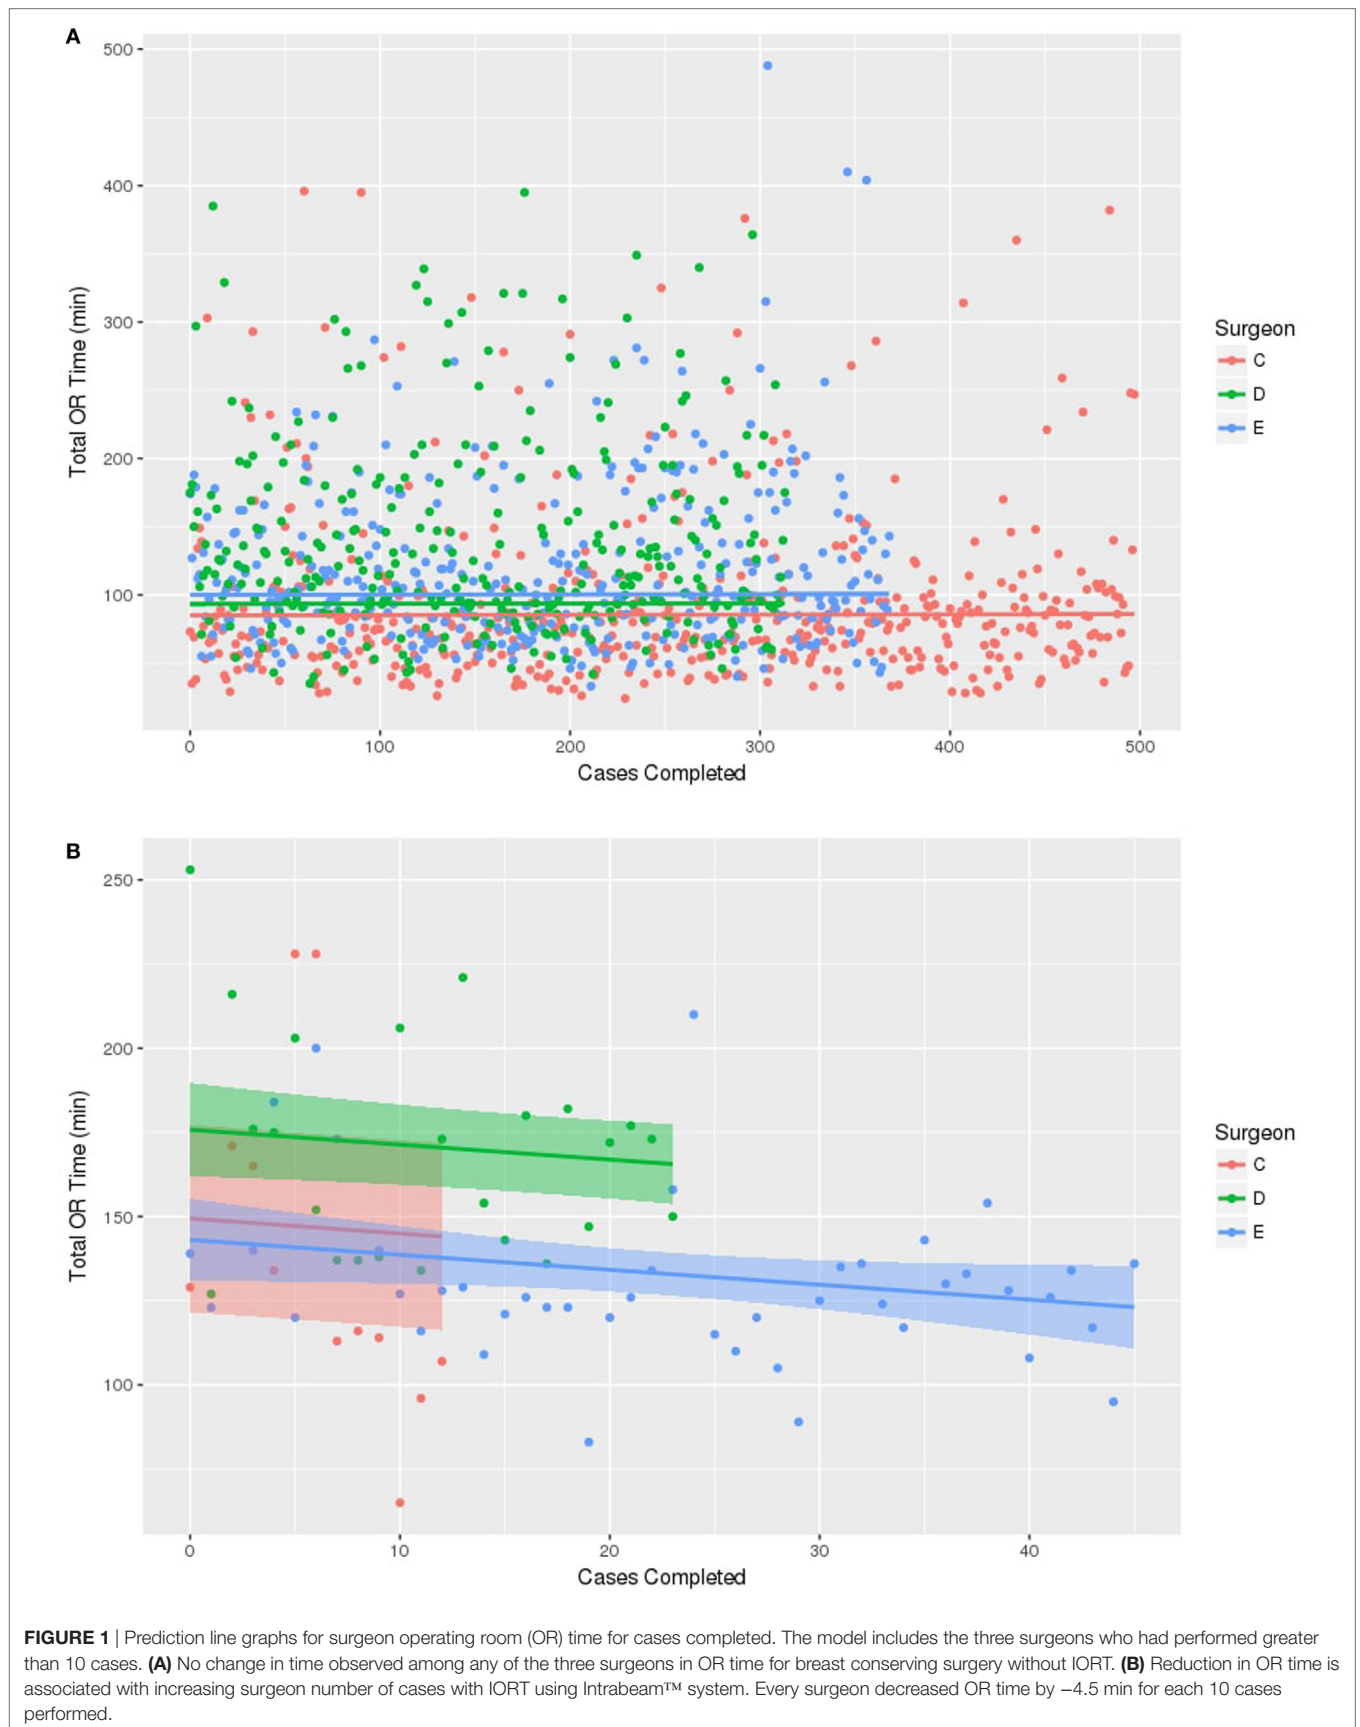 A
500
400
300
200
100
Total OR Time (min)
0 100 200 300 400 500
Cases Completed
Surgeon
C
D
E
B
250
200
150
100
Total OR Time (min)
0 10 20 30 40
Cases Completed
Surgeon
C
D
E
FIGURE 1 | Prediction line graphs for surgeon operating room (OR) time for cases completed. The model includes the three surgeons who had performed greater
than 10 cases. (A) No change in time observed among any of the three surgeons in OR time for breast conserving surgery without IORT. (B) Reduction in OR time is
associated with increasing surgeon number of cases with IORT using Intrabeam™ system. Every surgeon decreased OR time by −4.5 min for each 10 cases
performed.